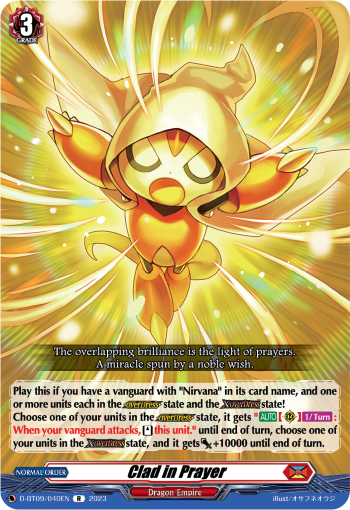 3
GRADE
The overlapping brilliance is the light of prayers.
A miracle spun by a noble wish.
Play this if you have a vanguard with "Nirvana" in its card name, and one
or more units each in the overDress state and the XoverDress state!
Choose one of your units in the overDress state, it gets "AUTO【 】1/Turn :
When your vanguard attacks, [ this unit." until end of turn, choose one of
your units in the XoverDress state, and it gets +10000 until end of turn.
NORMAL ORDER
Clad in Prayer
Dragon Empire
D-BT09/040EN R 2023
illust/オサフネオウジ